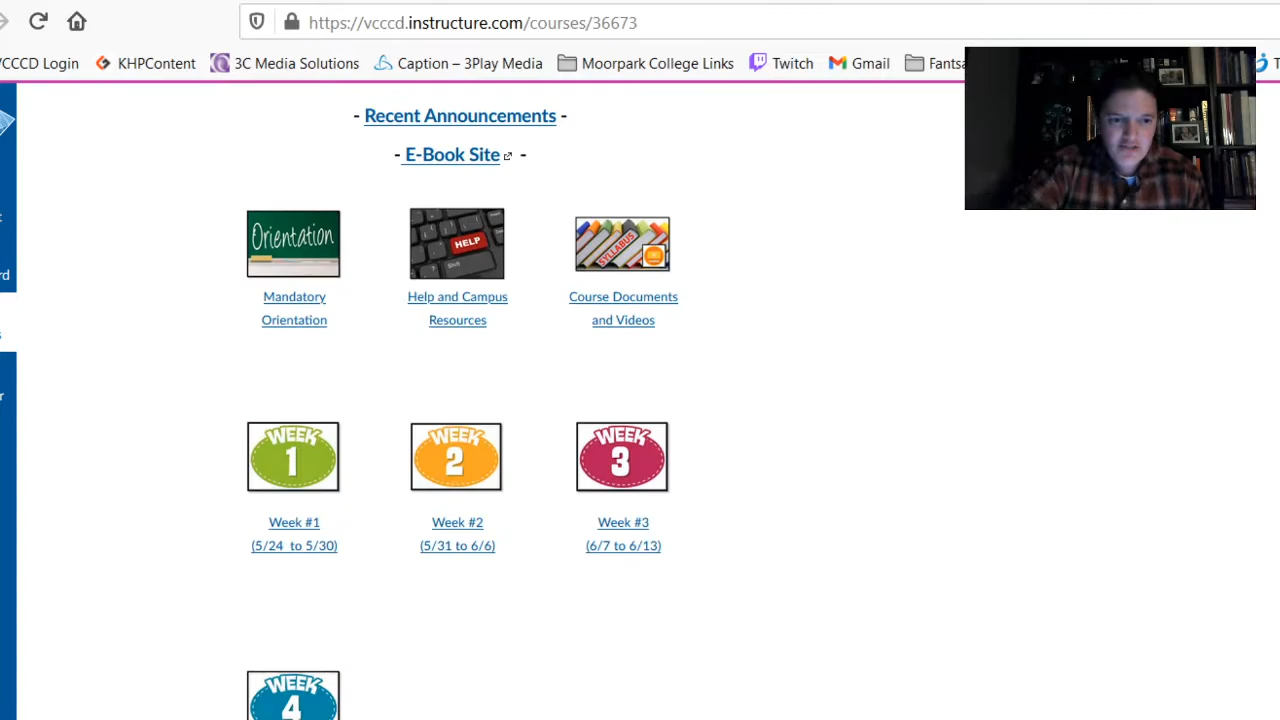 https://vcccd.instructure.com/courses/36673
VCCCD Login KHPContent 3C Media Solutions Caption – 3Play Media Moorpark College Links Twitch Gmail Fantsa
- Recent Announcements -
- E-Book Site -
Orientation
HELP
Shift
SYLLABUS
Mandatory
Orientation
Help and Campus
Resources
Course Documents
and Videos
WEEK
1
WEEK
2
WEEK
3
Week #1
(5/24 to 5/30)
Week #2
(5/31 to 6/6)
Week #3
(6/7 to 6/13)
WEEK
4